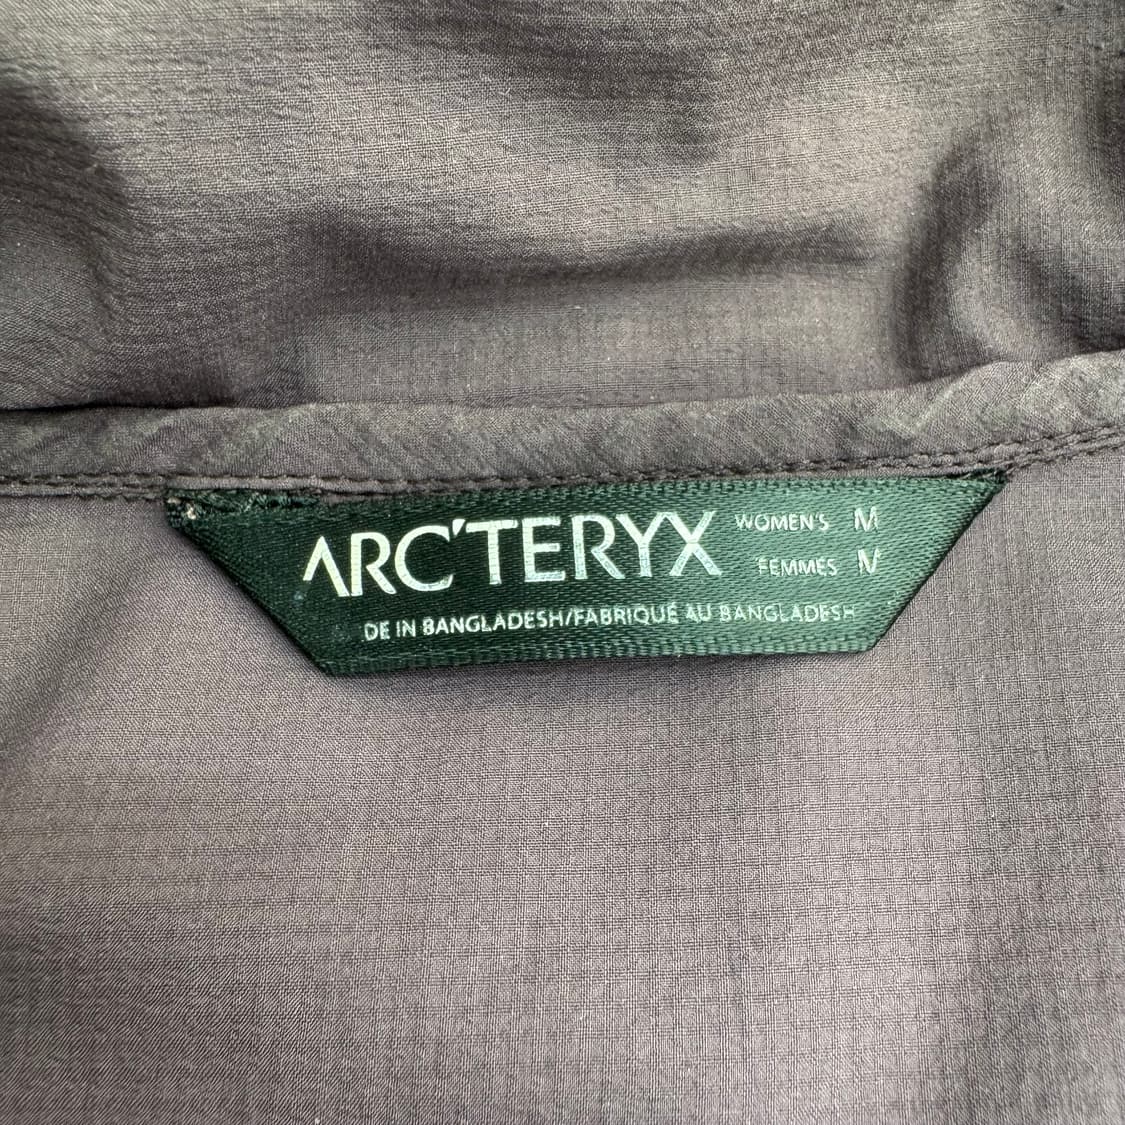 ARC'TERYX WOMEN'S M
FEMMES M
DE IN BANGLADESH/FABRIQUÉ AU BANGLADESH